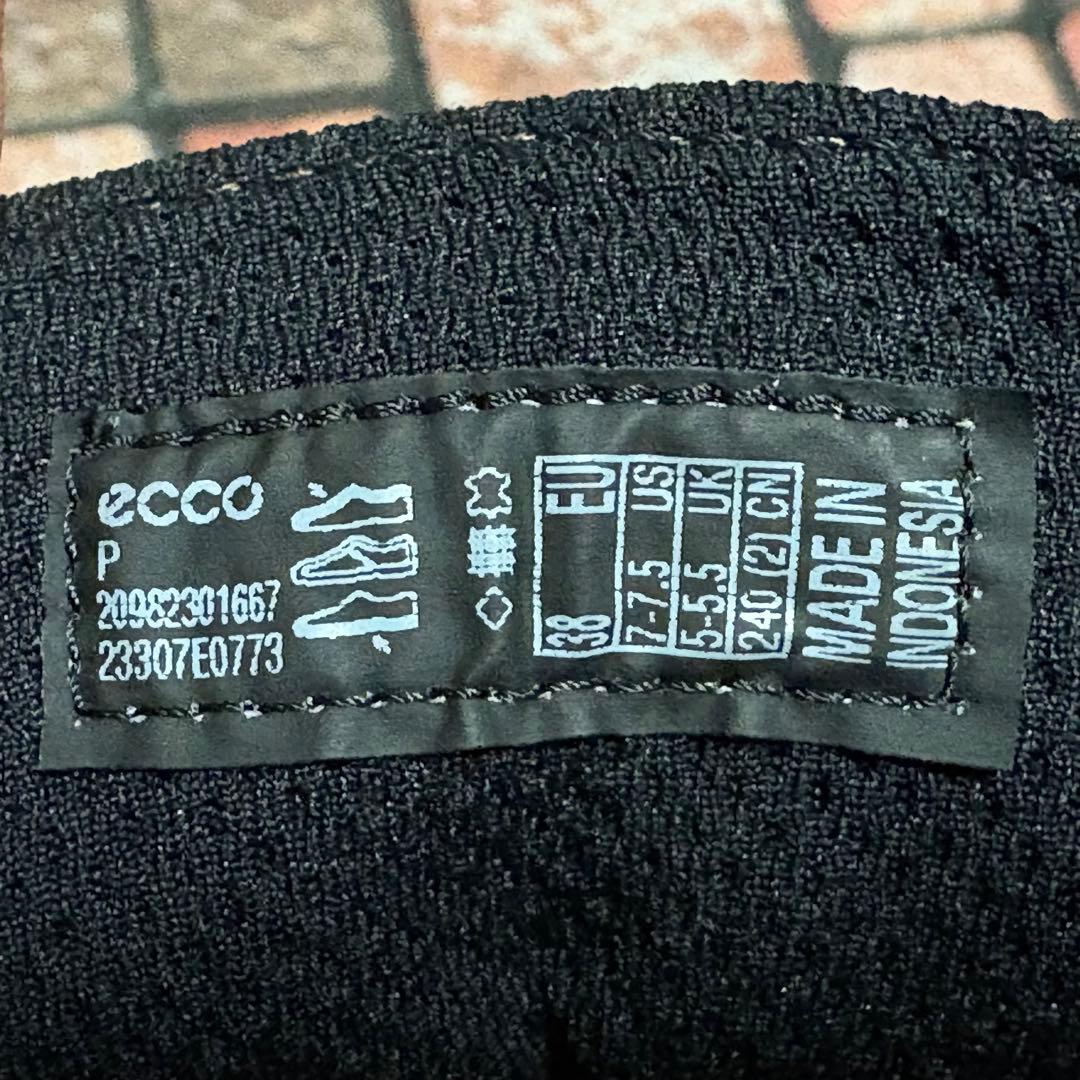 ecco
P
20982301667
23307E0773
EU 38
US 7-7.5
UK 5-5.5
CN 240 (2)
MADE IN
INDONESIA